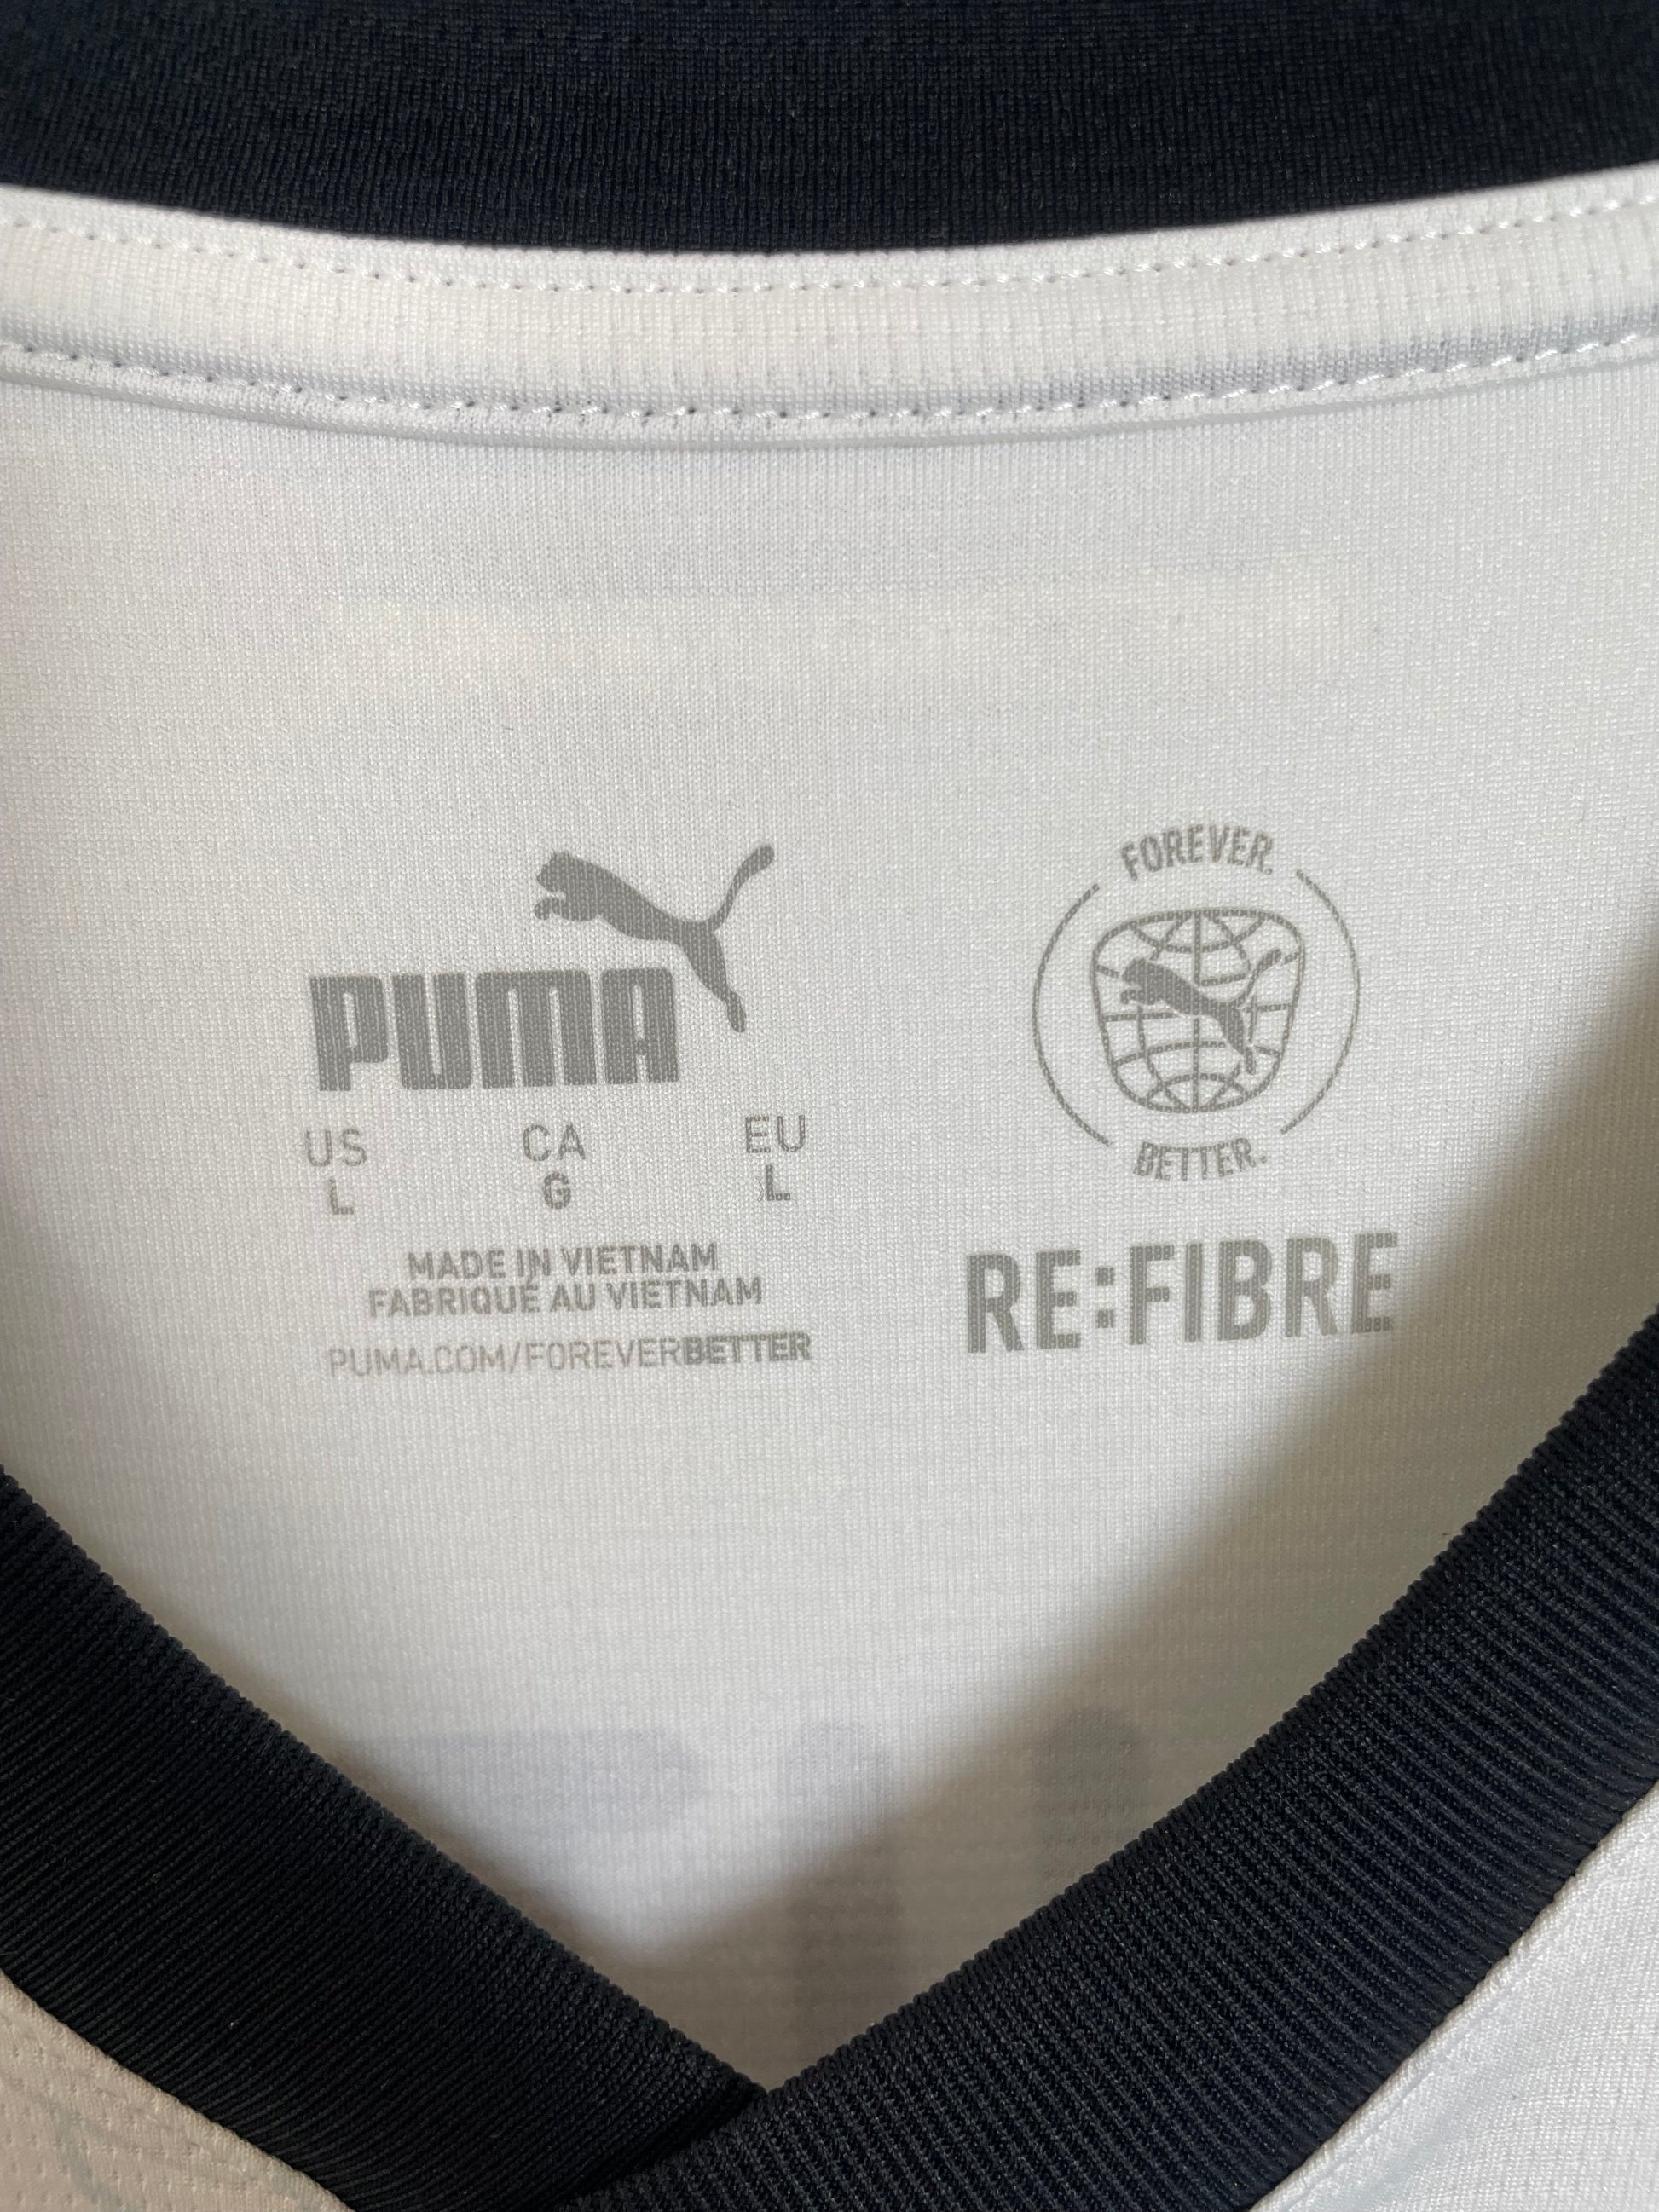 PUMA
US CA EU
L G L
MADE IN VIETNAM
FABRIQUÉ AU VIETNAM
PUMA.COM/FOREVERBETTER
FOREVER.
BETTER.
RE:FIBRE